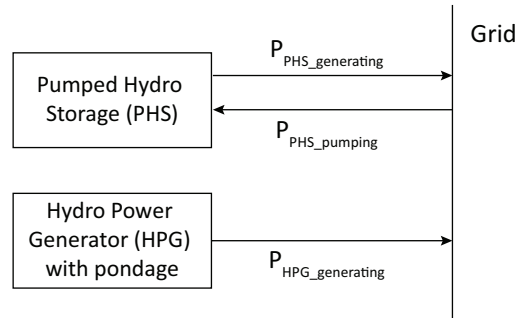 Grid
P_PHS_generating
Pumped Hydro
Storage (PHS)
P_PHS_pumping
Hydro Power
Generator (HPG)
with pondage
P_HPG_generating